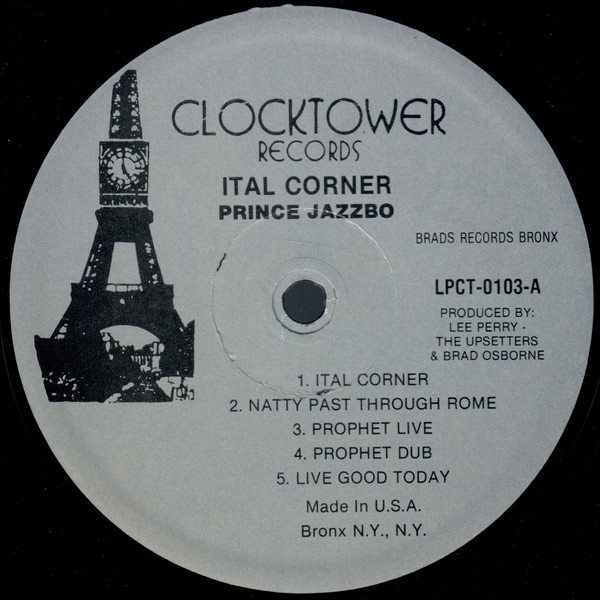 CLOCKTOWER
RECORDS
ITAL CORNER
PRINCE JAZZBO
BRADS RECORDS BRONX
LPCT-0103-A
PRODUCED BY:
LEE PERRY -
THE UPSETTERS
& BRAD OSBORNE
1. ITAL CORNER
2. NATTY PAST THROUGH ROME
3. PROPHET LIVE
4. PROPHET DUB
5. LIVE GOOD TODAY
Made In U.S.A.
Bronx N.Y., N.Y.